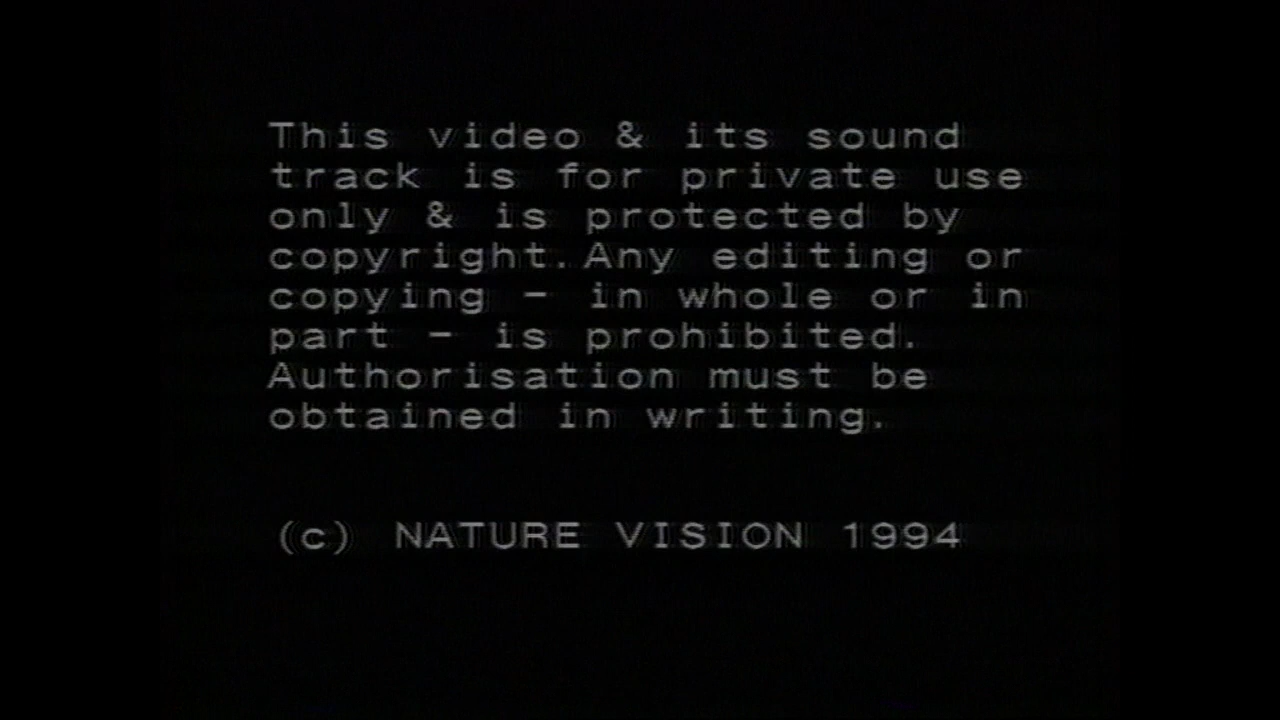 This video & its sound
track is for private use
only & is protected by
copyright.Any editing or
copying - in whole or in
part - is prohibited.
Authorisation must be
obtained in writing.
(c) NATURE VISION 1994